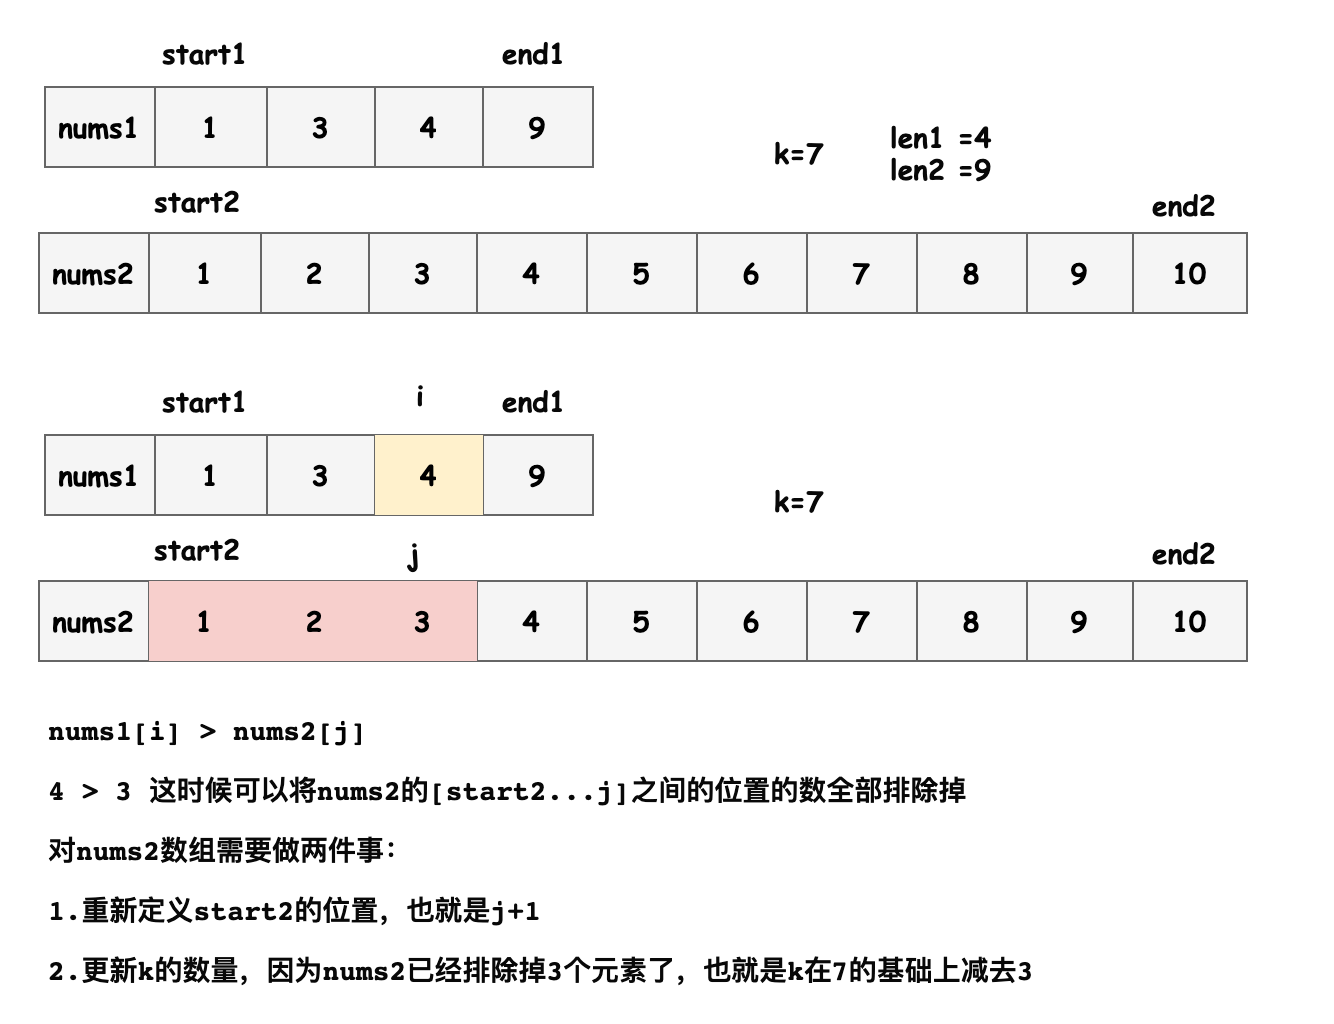 start1 end1
nums1 1 3 4 9
k=7
len1 =4
len2 =9
start2 end2
nums2 1 2 3 4 5 6 7 8 9 10
start1 i end1
nums1 1 3 4 9
k=7
start2 j end2
nums2 1 2 3 4 5 6 7 8 9 10
nums1[i] > nums2[j]
4 > 3 这时候可以将nums2的[start2...j]之间的位置的数全部排除掉
对nums2数组需要做两件事：
1.重新定义start2的位置，也就是j+1
2.更新k的数量，因为nums2已经排除掉3个元素了，也就是k在7的基础上减去3